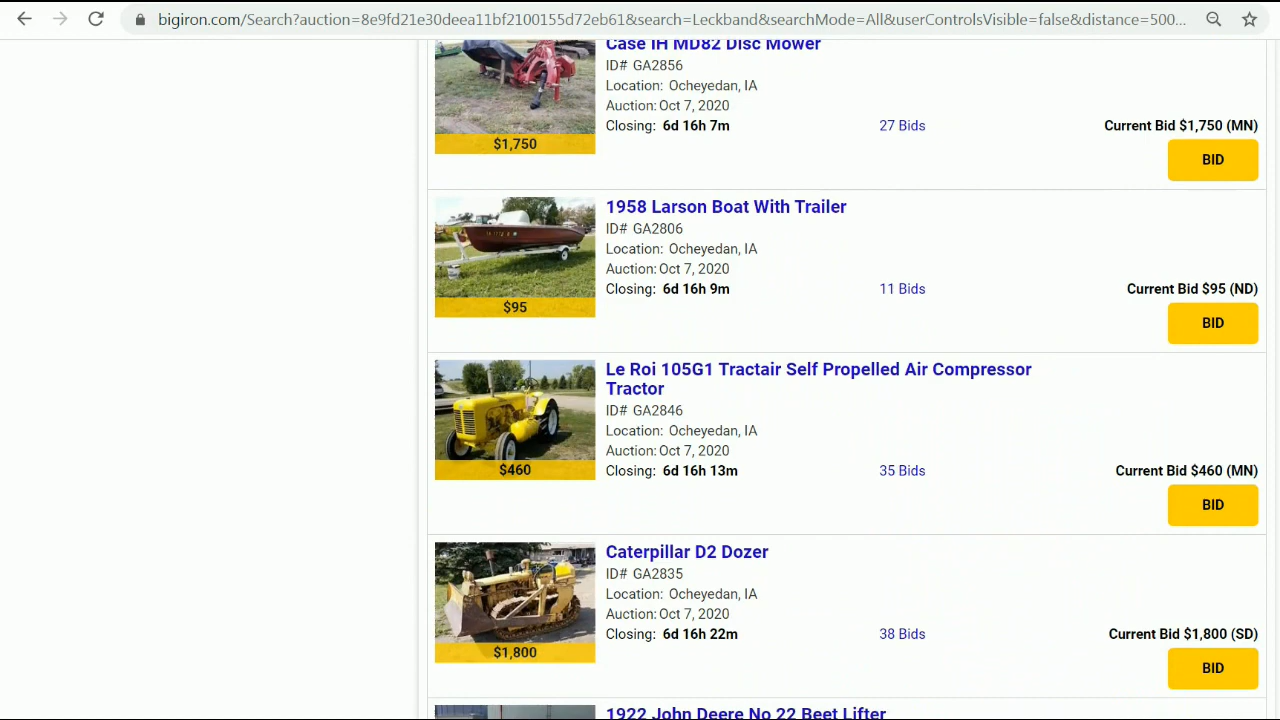 bigiron.com/Search?auction=8e9fd21e30deea11bf2100155d72eb61&search=Leckband&searchMode=All&userControlsVisible=false&distance=500...
Case IH MD82 Disc Mower
ID# GA2856
Location: Ocheyedan, IA
Auction: Oct 7, 2020
Closing: 6d 16h 7m 27 Bids Current Bid $1,750 (MN)
$1,750
BID
1958 Larson Boat With Trailer
ID# GA2806
Location: Ocheyedan, IA
Auction: Oct 7, 2020
Closing: 6d 16h 9m 11 Bids Current Bid $95 (ND)
$95
BID
Le Roi 105G1 Tractair Self Propelled Air Compressor
Tractor
ID# GA2846
Location: Ocheyedan, IA
Auction: Oct 7, 2020
Closing: 6d 16h 13m 35 Bids Current Bid $460 (MN)
$460
BID
Caterpillar D2 Dozer
ID# GA2835
Location: Ocheyedan, IA
Auction: Oct 7, 2020
Closing: 6d 16h 22m 38 Bids Current Bid $1,800 (SD)
$1,800
BID
1922 John Deere No 22 Beet Lifter